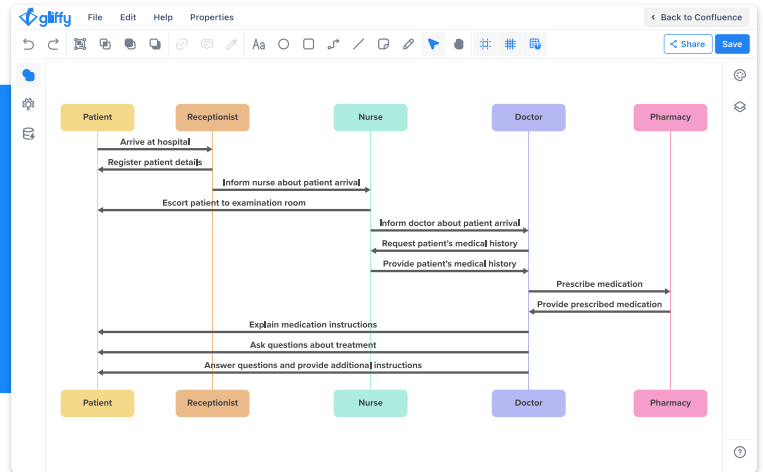 gliffy File Edit Help Properties Back to Confluence
Aa Share Save
Patient Receptionist Nurse Doctor Pharmacy
Arrive at hospital
Register patient details
Inform nurse about patient arrival
Escort patient to examination room
Inform doctor about patient arrival
Request patient's medical history
Provide patient's medical history
Prescribe medication
Provide prescribed medication
Explain medication instructions
Ask questions about treatment
Answer questions and provide additional instructions
Patient Receptionist Nurse Doctor Pharmacy